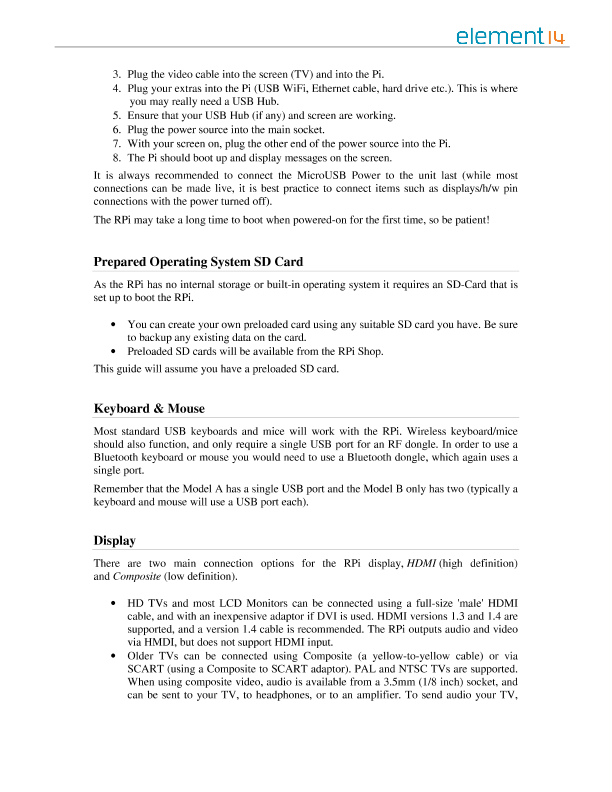 element14
3. Plug the video cable into the screen (TV) and into the Pi.
4. Plug your extras into the Pi (USB WiFi, Ethernet cable, hard drive etc.). This is where
you may really need a USB Hub.
5. Ensure that your USB Hub (if any) and screen are working.
6. Plug the power source into the main socket.
7. With your screen on, plug the other end of the power source into the Pi.
8. The Pi should boot up and display messages on the screen.
It is always recommended to connect the MicroUSB Power to the unit last (while most
connections can be made live, it is best practice to connect items such as displays/h/w pin
connections with the power turned off).
The RPi may take a long time to boot when powered-on for the first time, so be patient!
Prepared Operating System SD Card
As the RPi has no internal storage or built-in operating system it requires an SD-Card that is
set up to boot the RPi.
• You can create your own preloaded card using any suitable SD card you have. Be sure
to backup any existing data on the card.
• Preloaded SD cards will be available from the RPi Shop.
This guide will assume you have a preloaded SD card.
Keyboard & Mouse
Most standard USB keyboards and mice will work with the RPi. Wireless keyboard/mice
should also function, and only require a single USB port for an RF dongle. In order to use a
Bluetooth keyboard or mouse you would need to use a Bluetooth dongle, which again uses a
single port.
Remember that the Model A has a single USB port and the Model B only has two (typically a
keyboard and mouse will use a USB port each).
Display
There are two main connection options for the RPi display, HDMI (high definition)
and Composite (low definition).
• HD TVs and most LCD Monitors can be connected using a full-size 'male' HDMI
cable, and with an inexpensive adaptor if DVI is used. HDMI versions 1.3 and 1.4 are
supported, and a version 1.4 cable is recommended. The RPi outputs audio and video
via HMDI, but does not support HDMI input.
• Older TVs can be connected using Composite (a yellow-to-yellow cable) or via
SCART (using a Composite to SCART adaptor). PAL and NTSC TVs are supported.
When using composite video, audio is available from a 3.5mm (1/8 inch) socket, and
can be sent to your TV, to headphones, or to an amplifier. To send audio your TV,